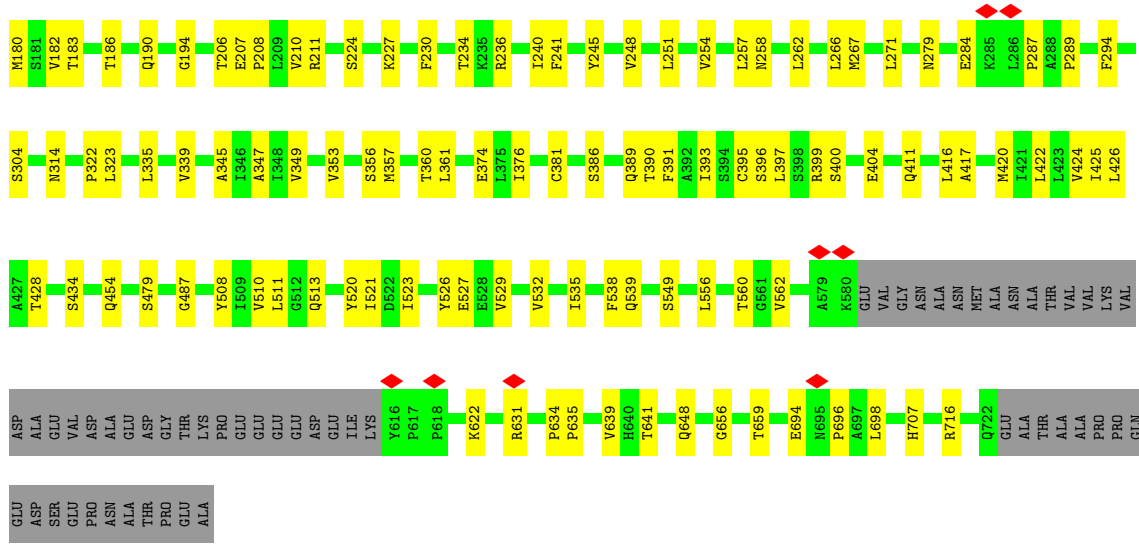 M180 S181 V182 T183 T186 Q190 G194 T206 E207 P208 L209 V210 R211 S224 K227 F230 T234 K235 R236 I240 F241 Y245 V248 L251 V254 L257 N258 L262 L266 M267 L271 N279 E284 K285 L286 P287 A288 P289 F294
S304 N314 P322 L323 L335 V339 A345 I346 A347 I348 V349 V353 S356 M357 T360 L361 E374 L375 I376 C381 S386 Q389 T390 F391 A392 I393 S394 C395 S396 L397 S398 R399 S400 E404 Q411 L416 A417 M420 I421 L422 L423 V424 I425 L426
A427 T428 S434 Q454 S479 G487 Y508 I509 V510 L511 G512 Q513 Y520 I521 D522 I523 Y526 E527 E528 V529 V532 I535 F538 Q539 S549 L556 T560 G561 V562 A579 K580 GLU VAL GLY ASN ALA ASN MET ALA ASN ALA THR VAL VAL LYS VAL
ASP ALA GLU VAL ASP ALA GLU ASP GLY THR LYS PRO GLU GLU GLU GLU ASP GLU ILE LYS Y616 P617 P618 K622 R631 P634 P635 V639 H640 T641 Q648 G656 T659 E694 N695 P696 A697 L698 H707 R716 Q722 GLU ALA THR ALA ALA PRO PRO GLN
GLU ASP SER GLU PRO ASN ALA THR PRO GLU ALA